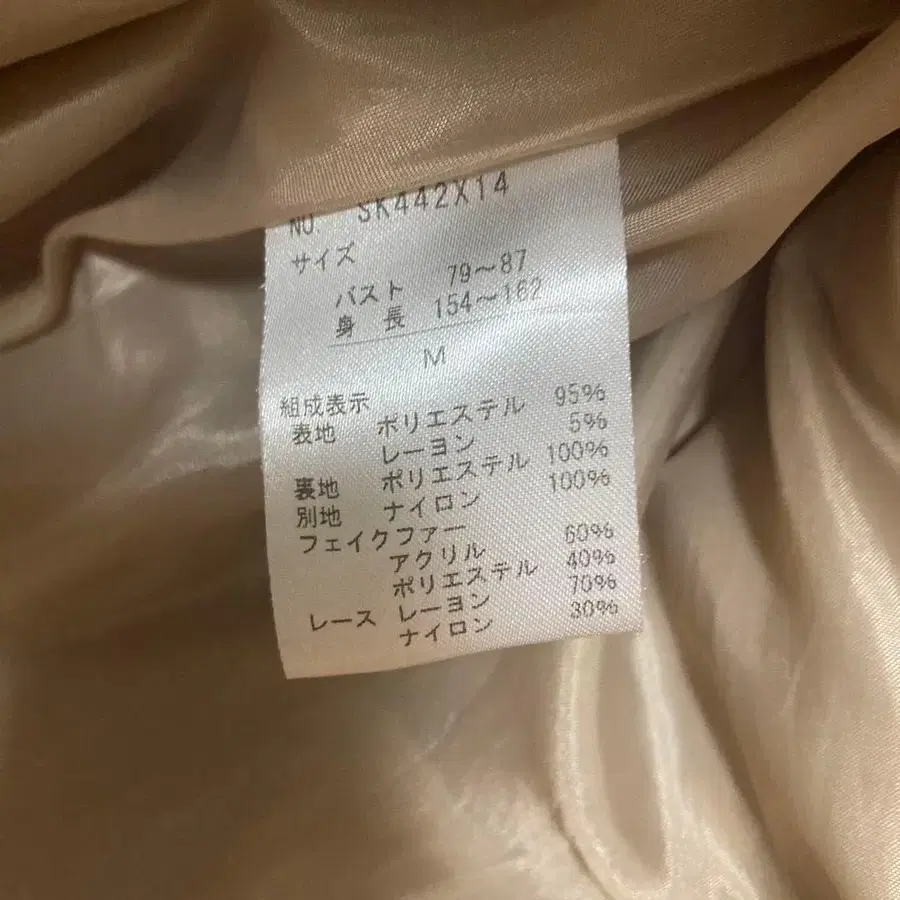 NO. SK442X14
サイズ
バスト 79〜87
身長 154〜162
M
組成表示
表地 ポリエステル 95%
レーヨン 5%
裏地 ポリエステル 100%
別地 ナイロン 100%
フェイクファー
アクリル 60%
ポリエステル 40%
レース レーヨン 70%
ナイロン 30%